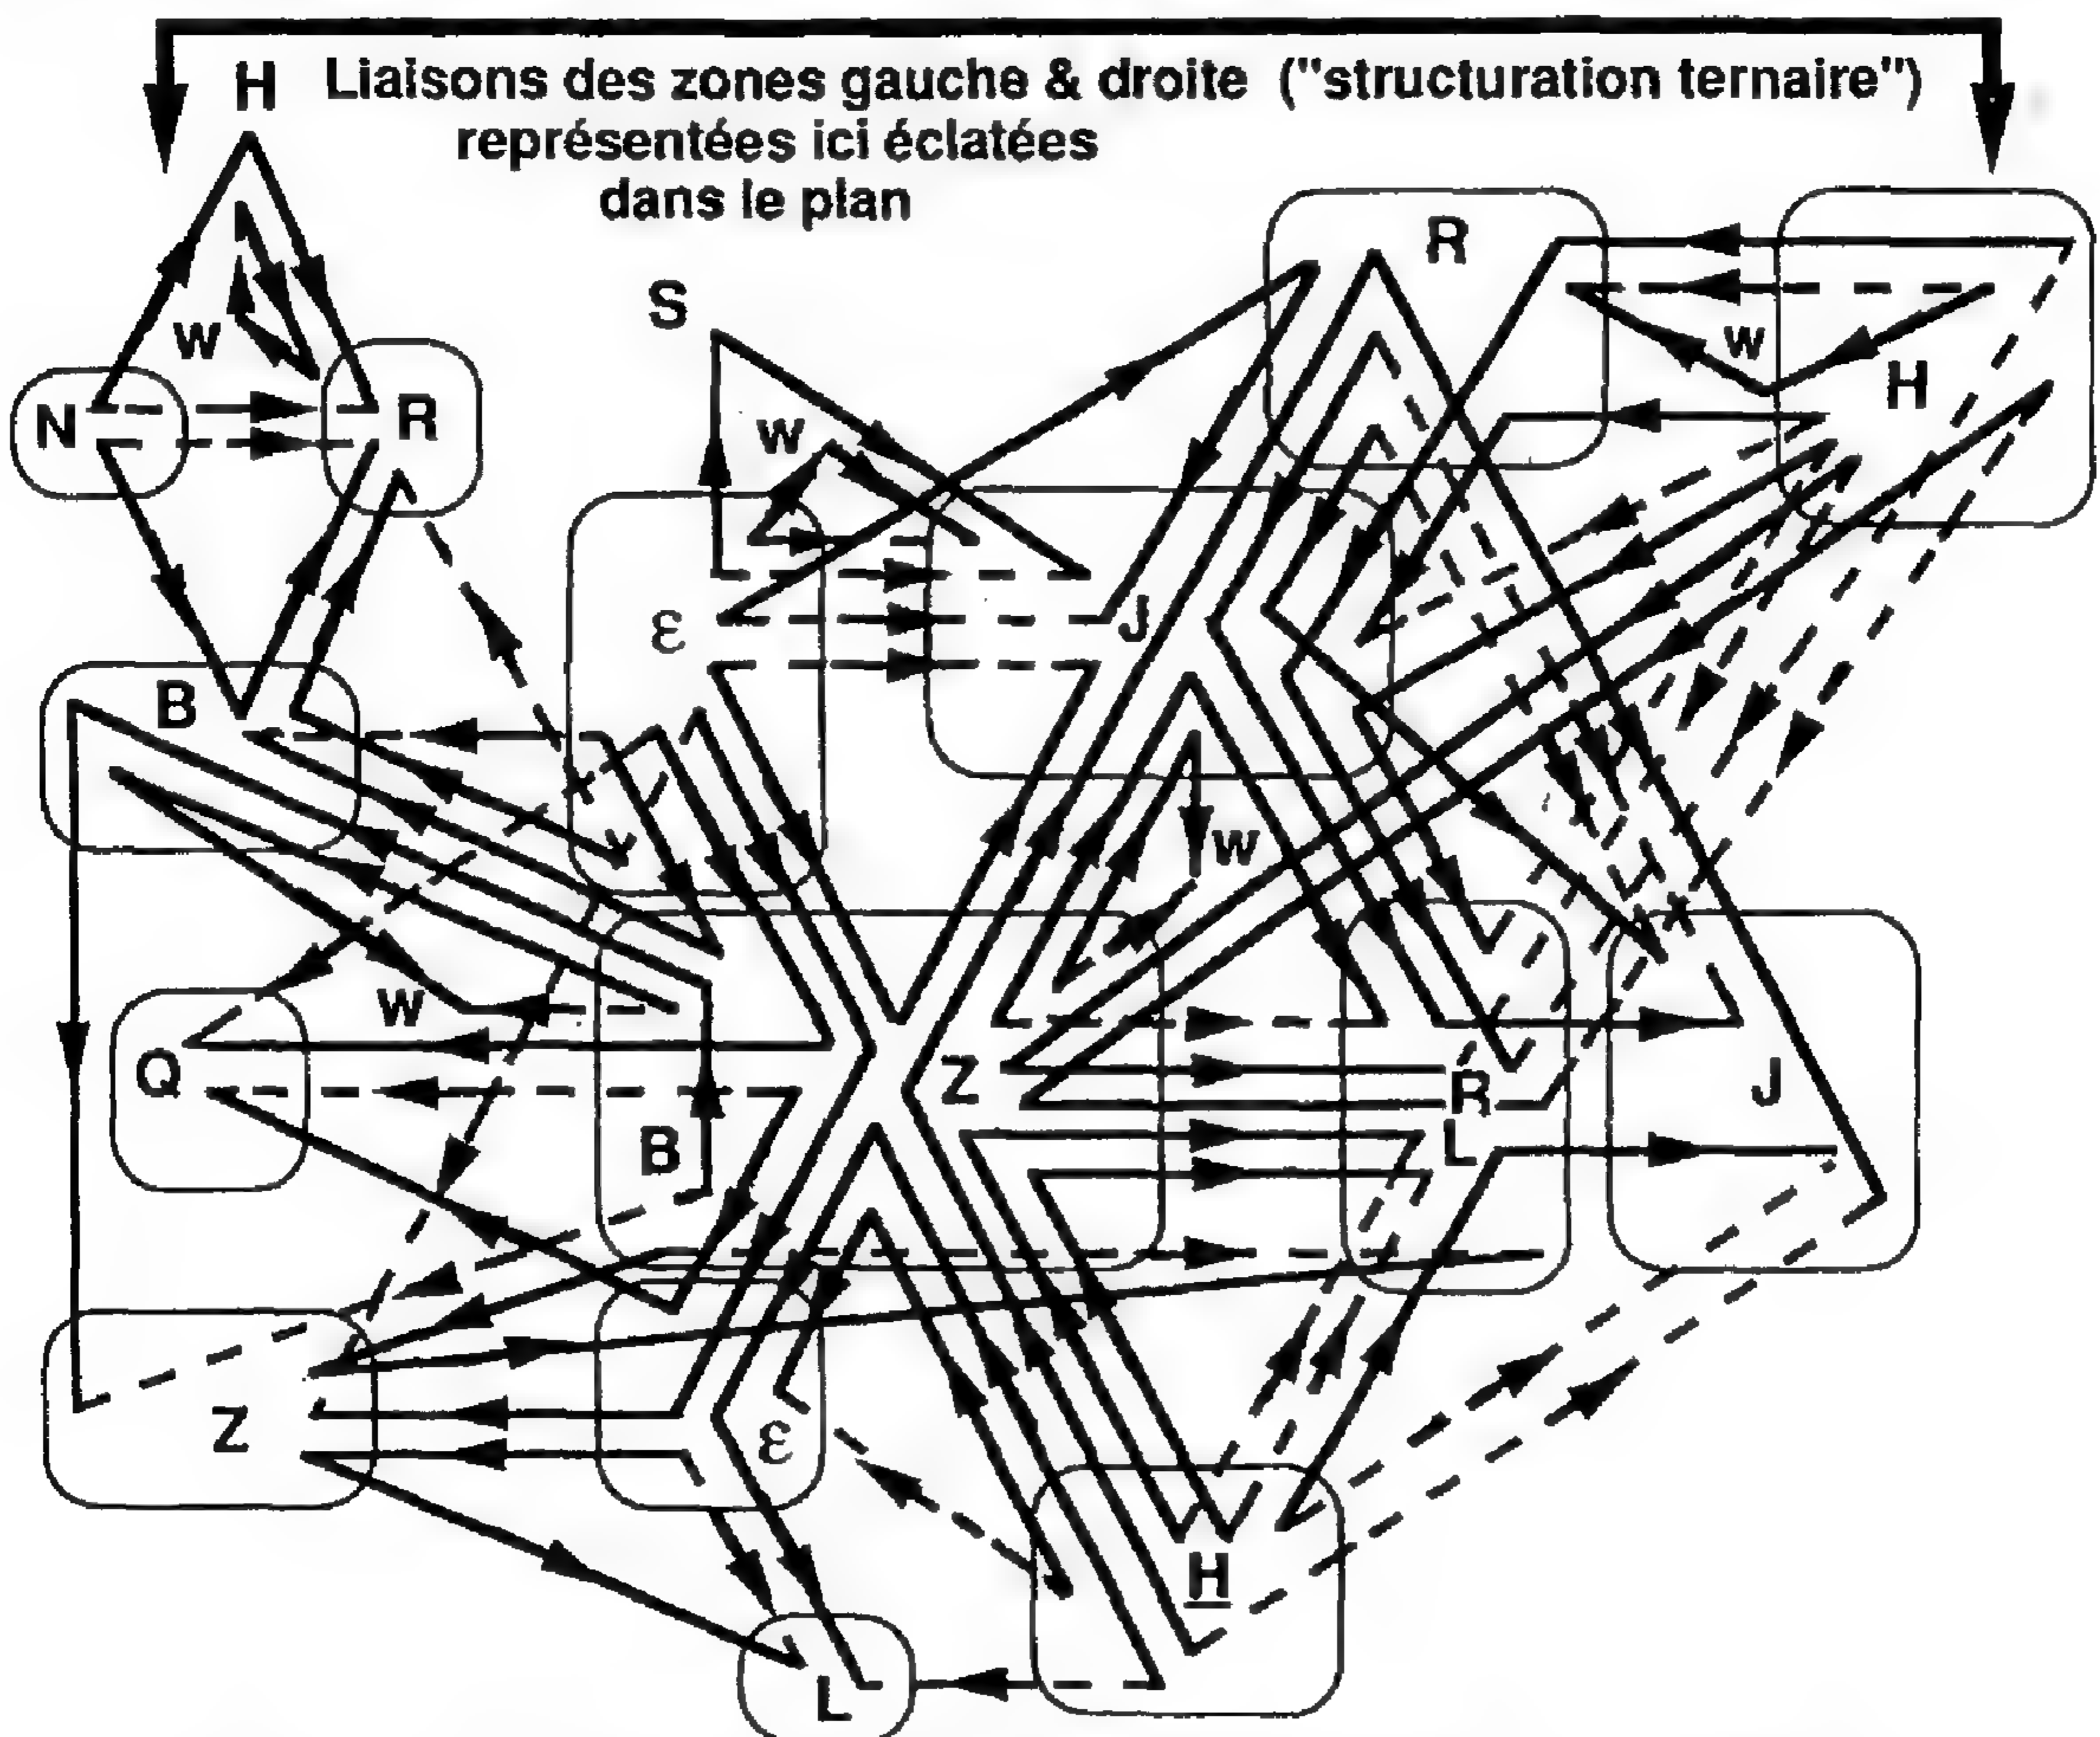 H Liaisons des zones gauche & droite ("structuration ternaire")
représentées ici éclatées
dans le plan
R
S
W
W
H
N
R
W
ε
J
B
W
W
Q
Z
R
J
B
L
Z
ε
H
L